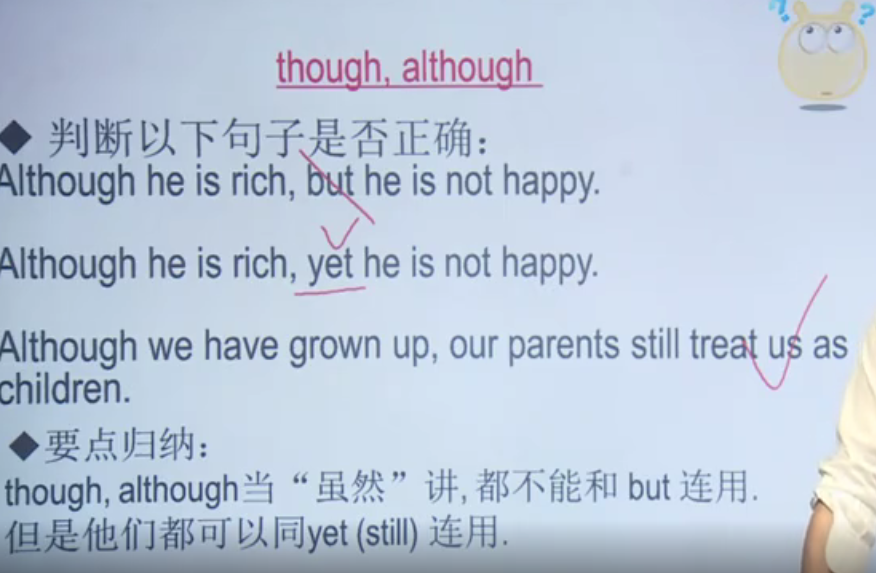 though, although
◆ 判断以下句子是否正确：
Although he is rich, but he is not happy.
Although he is rich, yet he is not happy.
Although we have grown up, our parents still treat us as
children.
◆要点归纳：
though, although当“虽然”讲, 都不能和 but 连用.
但是他们都可以同yet (still) 连用.